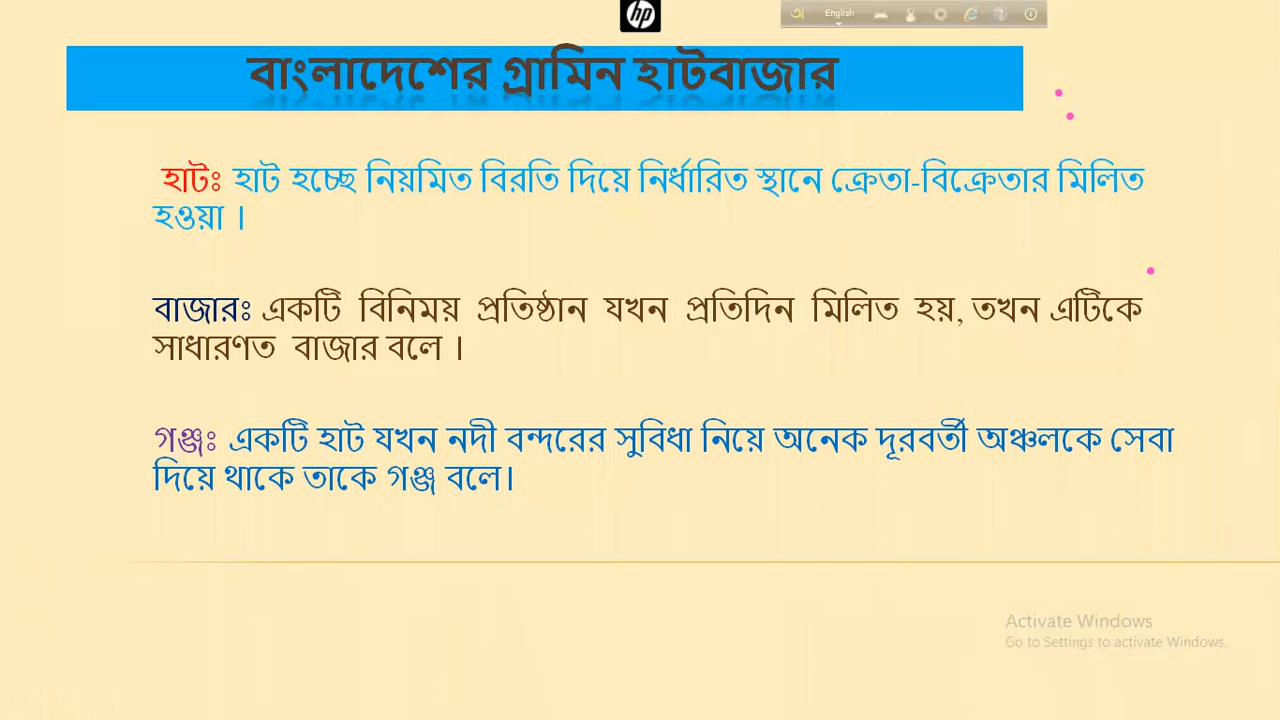 hp
অ English
বাংলাদেশের গ্রামিন হাটবাজার
হাটঃ হাট হচ্ছে নিয়মিত বিরতি দিয়ে নির্ধারিত স্থানে ক্রেতা-বিক্রেতার মিলিত
হওয়া ।
বাজারঃ একটি বিনিময় প্রতিষ্ঠান যখন প্রতিদিন মিলিত হয়, তখন এটিকে
সাধারণত বাজার বলে ।
গঞ্জঃ একটি হাট যখন নদী বন্দরের সুবিধা নিয়ে অনেক দূরবর্তী অঞ্চলকে সেবা
দিয়ে থাকে তাকে গঞ্জ বলে।
Activate Windows
Go to Settings to activate Windows.